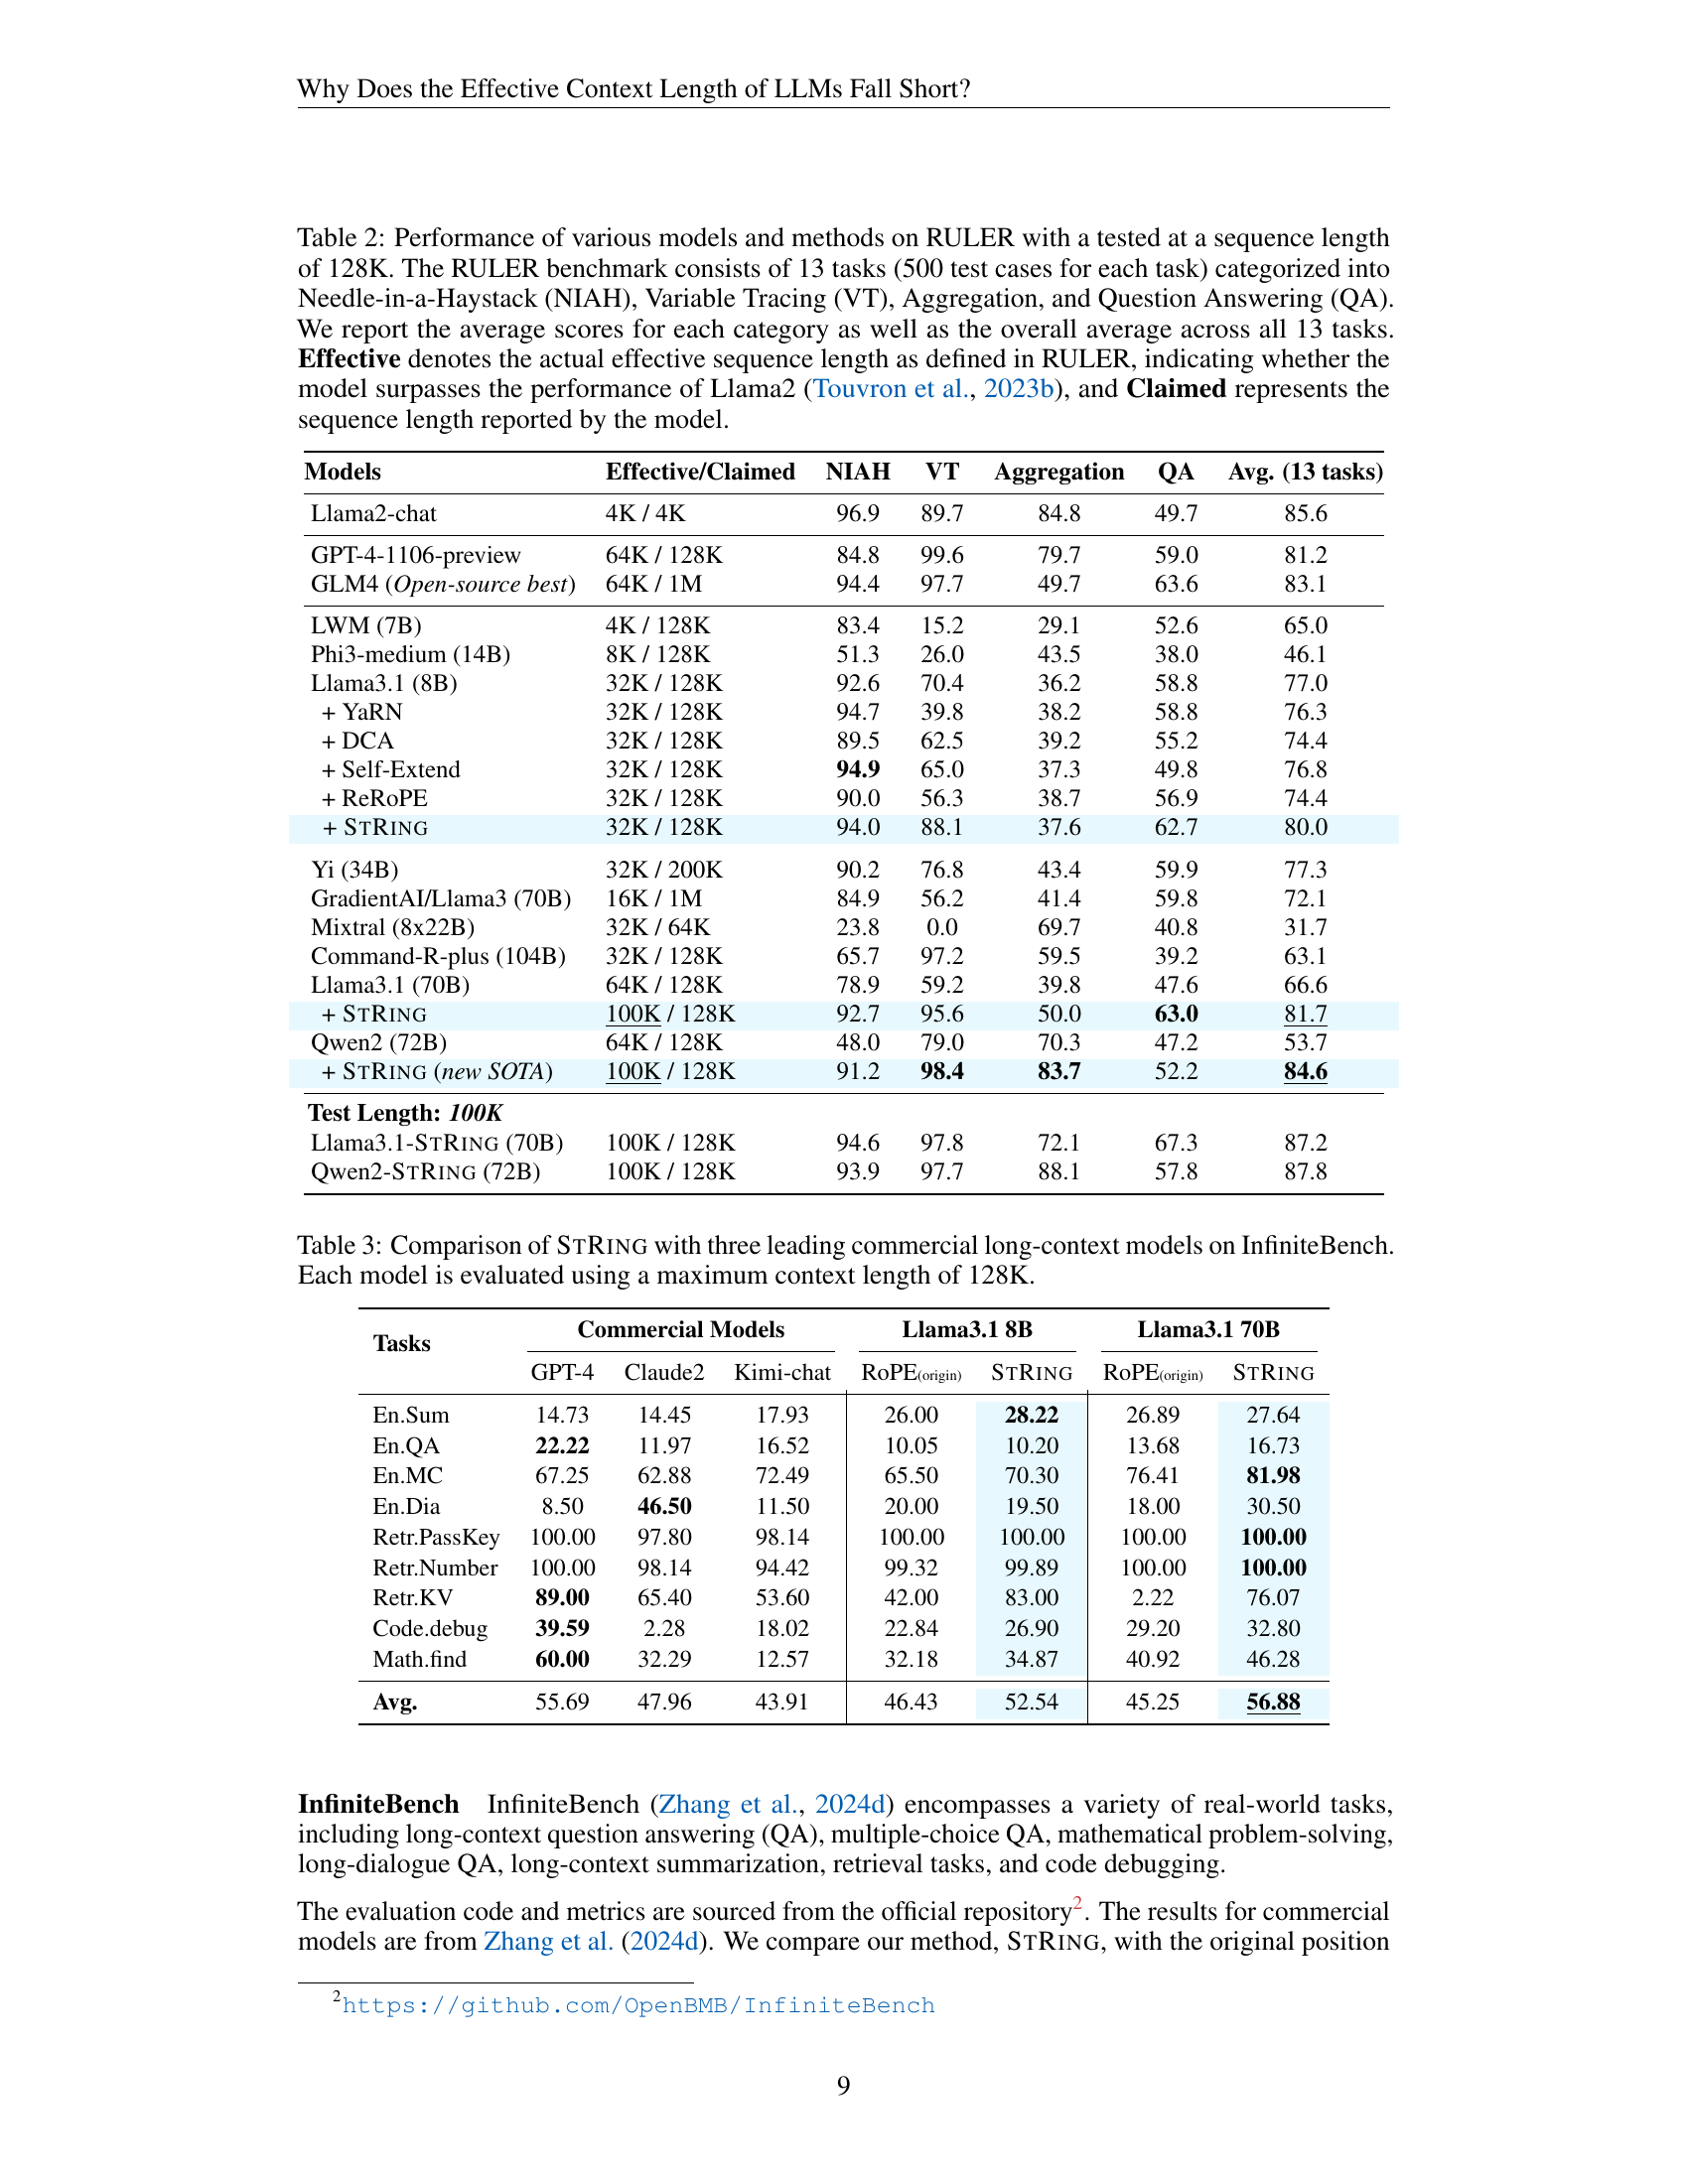 Why Does the Effective Context Length of LLMs Fall Short?
Table 2: Performance of various models and methods on RULER with a tested at a sequence length
of 128K. The RULER benchmark consists of 13 tasks (500 test cases for each task) categorized into
Needle-in-a-Haystack (NIAH), Variable Tracing (VT), Aggregation, and Question Answering (QA).
We report the average scores for each category as well as the overall average across all 13 tasks.
Effective denotes the actual effective sequence length as defined in RULER, indicating whether the
model surpasses the performance of Llama2 (Touvron et al., 2023b), and Claimed represents the
sequence length reported by the model.
Models Effective/Claimed NIAH VT Aggregation QA Avg. (13 tasks)
Llama2-chat 4K / 4K 96.9 89.7 84.8 49.7 85.6
GPT-4-1106-preview 64K / 128K 84.8 99.6 79.7 59.0 81.2
GLM4 (Open-source best) 64K / 1M 94.4 97.7 49.7 63.6 83.1
LWM (7B) 4K / 128K 83.4 15.2 29.1 52.6 65.0
Phi3-medium (14B) 8K / 128K 51.3 26.0 43.5 38.0 46.1
Llama3.1 (8B) 32K / 128K 92.6 70.4 36.2 58.8 77.0
+ YaRN 32K / 128K 94.7 39.8 38.2 58.8 76.3
+ DCA 32K / 128K 89.5 62.5 39.2 55.2 74.4
+ Self-Extend 32K / 128K 94.9 65.0 37.3 49.8 76.8
+ ReRoPE 32K / 128K 90.0 56.3 38.7 56.9 74.4
+ STRING 32K / 128K 94.0 88.1 37.6 62.7 80.0
Yi (34B) 32K / 200K 90.2 76.8 43.4 59.9 77.3
GradientAI/Llama3 (70B) 16K / 1M 84.9 56.2 41.4 59.8 72.1
Mixtral (8x22B) 32K / 64K 23.8 0.0 69.7 40.8 31.7
Command-R-plus (104B) 32K / 128K 65.7 97.2 59.5 39.2 63.1
Llama3.1 (70B) 64K / 128K 78.9 59.2 39.8 47.6 66.6
+ STRING 100K / 128K 92.7 95.6 50.0 63.0 81.7
Qwen2 (72B) 64K / 128K 48.0 79.0 70.3 47.2 53.7
+ STRING (new SOTA) 100K / 128K 91.2 98.4 83.7 52.2 84.6
Test Length: 100K
Llama3.1-STRING (70B) 100K / 128K 94.6 97.8 72.1 67.3 87.2
Qwen2-STRING (72B) 100K / 128K 93.9 97.7 88.1 57.8 87.8
Table 3: Comparison of STRING with three leading commercial long-context models on InfiniteBench.
Each model is evaluated using a maximum context length of 128K.
Tasks Commercial Models Llama3.1 8B Llama3.1 70B
GPT-4 Claude2 Kimi-chat RoPE(origin) STRING RoPE(origin) STRING
En.Sum 14.73 14.45 17.93 26.00 28.22 26.89 27.64
En.QA 22.22 11.97 16.52 10.05 10.20 13.68 16.73
En.MC 67.25 62.88 72.49 65.50 70.30 76.41 81.98
En.Dia 8.50 46.50 11.50 20.00 19.50 18.00 30.50
Retr.PassKey 100.00 97.80 98.14 100.00 100.00 100.00 100.00
Retr.Number 100.00 98.14 94.42 99.32 99.89 100.00 100.00
Retr.KV 89.00 65.40 53.60 42.00 83.00 2.22 76.07
Code.debug 39.59 2.28 18.02 22.84 26.90 29.20 32.80
Math.find 60.00 32.29 12.57 32.18 34.87 40.92 46.28
Avg. 55.69 47.96 43.91 46.43 52.54 45.25 56.88
InfiniteBench InfiniteBench (Zhang et al., 2024d) encompasses a variety of real-world tasks,
including long-context question answering (QA), multiple-choice QA, mathematical problem-solving,
long-dialogue QA, long-context summarization, retrieval tasks, and code debugging.
The evaluation code and metrics are sourced from the official repository2. The results for commercial
models are from Zhang et al. (2024d). We compare our method, STRING, with the original position
2https://github.com/OpenBMB/InfiniteBench
9